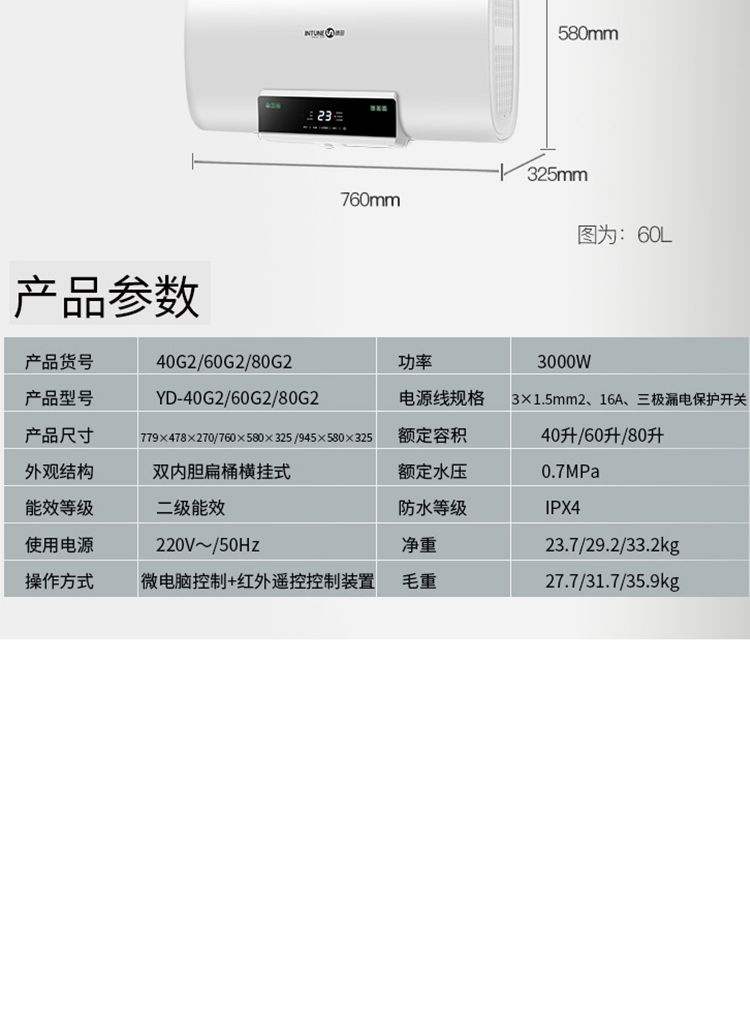 580mm
INTUNE
23
325mm
760mm
图为：60L
产品参数
产品货号 40G2/60G2/80G2 功率 3000W
产品型号 YD-40G2/60G2/80G2 电源线规格 3×1.5mm2、16A、三极漏电保护开关
产品尺寸 779×478×270/760×580×325 /945×580×325 额定容积 40升/60升/80升
外观结构 双内胆扁桶横挂式 额定水压 0.7MPa
能效等级 二级能效 防水等级 IPX4
使用电源 220V～/50Hz 净重 23.7/29.2/33.2kg
操作方式 微电脑控制+红外遥控控制装置 毛重 27.7/31.7/35.9kg